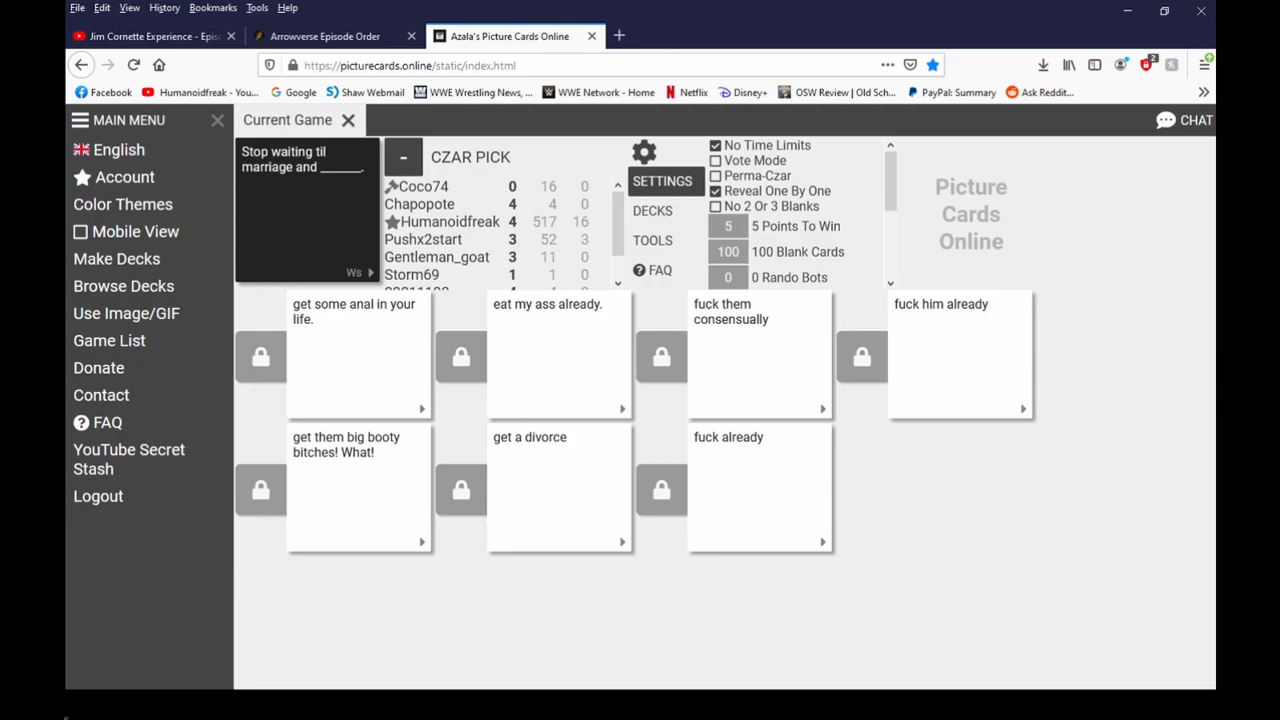 File Edit View History Bookmarks Tools Help
Jim Cornette Experience - Epis
Arrowverse Episode Order
Azala's Picture Cards Online
https://picturecards.online/static/index.html
2
Facebook
Humanoidfreak - You...
Google
Shaw Webmail
WWE Wrestling News, ...
WWE Network - Home
Netflix
Disney+
OSW Review | Old Sch...
PayPal: Summary
Ask Reddit...
MAIN MENU
Current Game
CHAT
English
Account
Color Themes
Mobile View
Make Decks
Browse Decks
Use Image/GIF
Game List
Donate
Contact
FAQ
YouTube Secret
Stash
Logout
Stop waiting til
marriage and ______.
Ws
- CZAR PICK
Coco74 0 16 0
Chapopote 4 4 0
Humanoidfreak 4 517 16
Pushx2start 3 52 3
Gentleman_goat 3 11 0
Storm69 1 1 0
SETTINGS
DECKS
TOOLS
FAQ
No Time Limits
Vote Mode
Perma-Czar
Reveal One By One
No 2 Or 3 Blanks
5 5 Points To Win
100 100 Blank Cards
0 0 Rando Bots
Picture
Cards
Online
get some anal in your
life.
eat my ass already.
fuck them
consensually
fuck him already
get them big booty
bitches! What!
get a divorce
fuck already